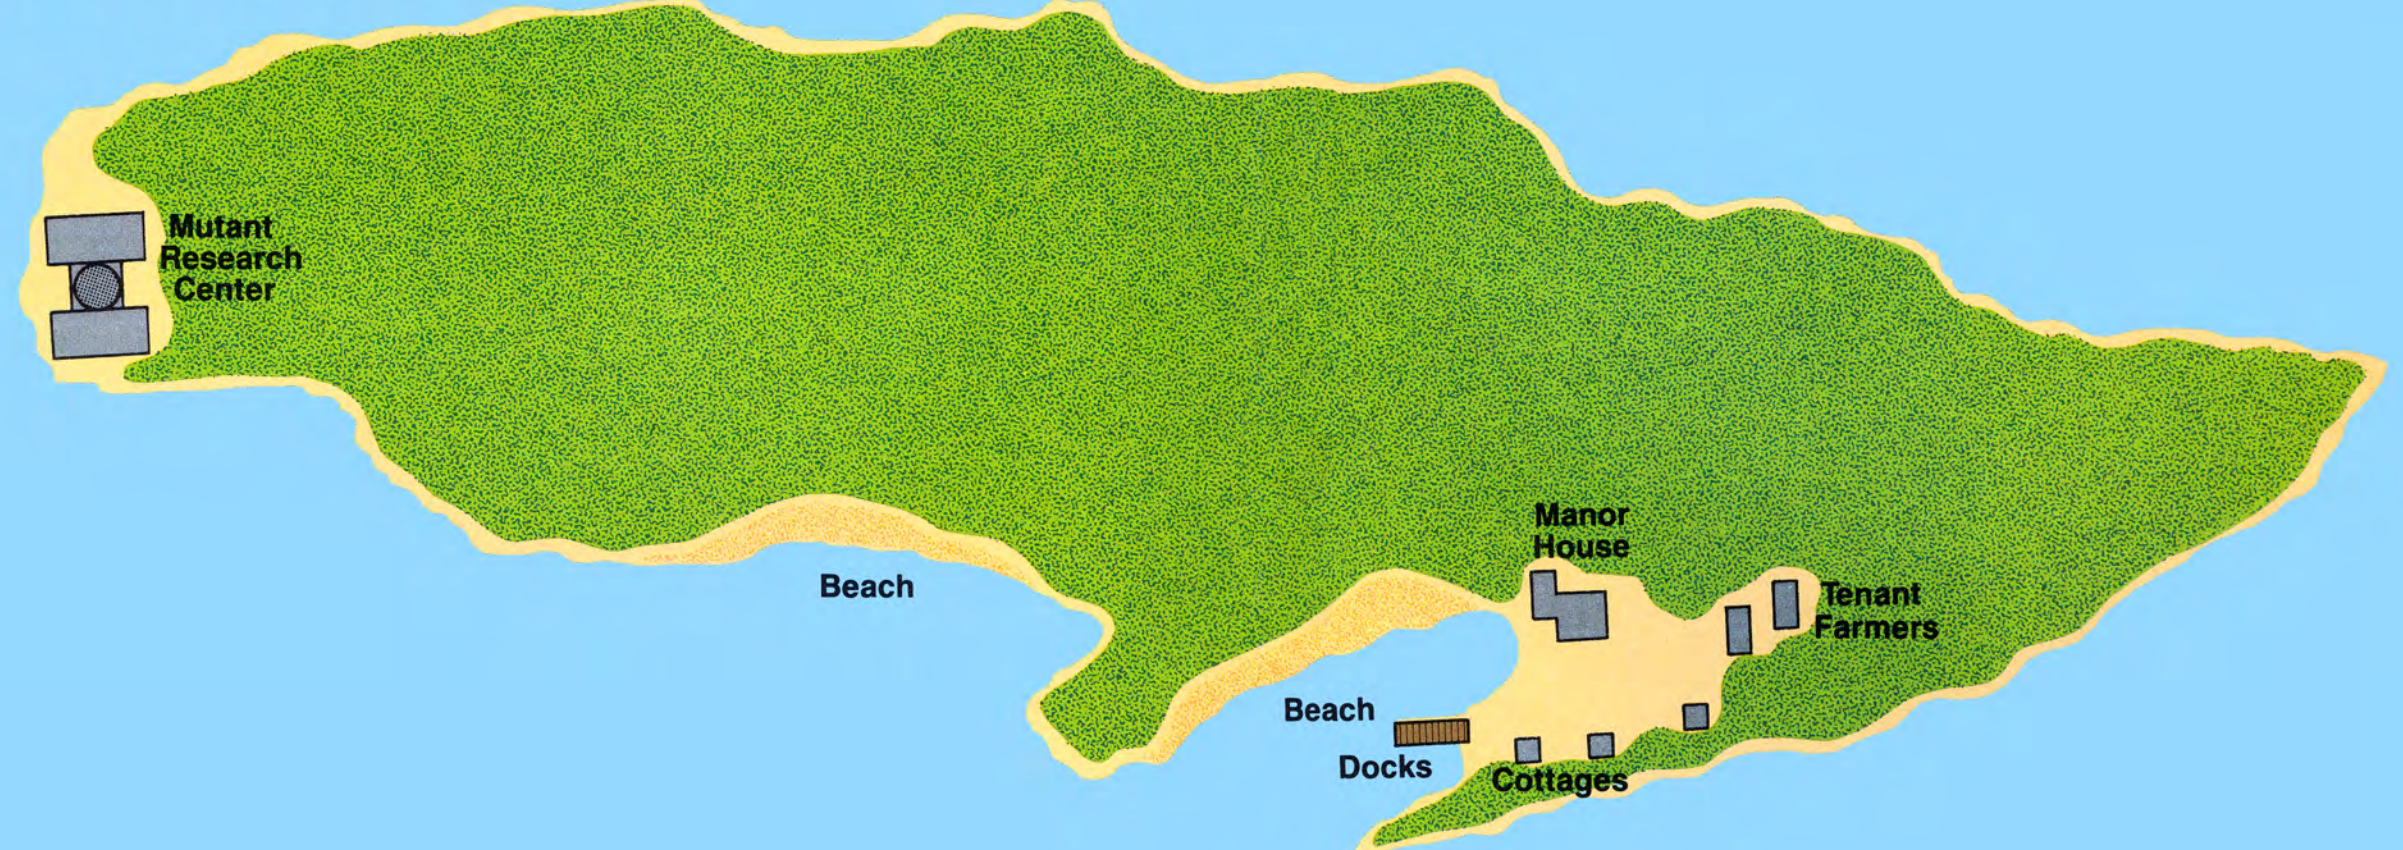 Mutant
Research
Center
Beach
Manor
House
Tenant
Farmers
Beach
Docks
Cottages